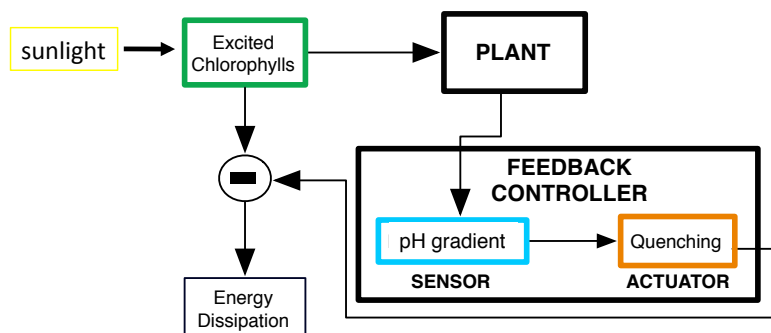 sunlight
Excited
Chlorophylls
PLANT
FEEDBACK
CONTROLLER
pH gradient
Quenching
SENSOR
ACTUATOR
Energy
Dissipation